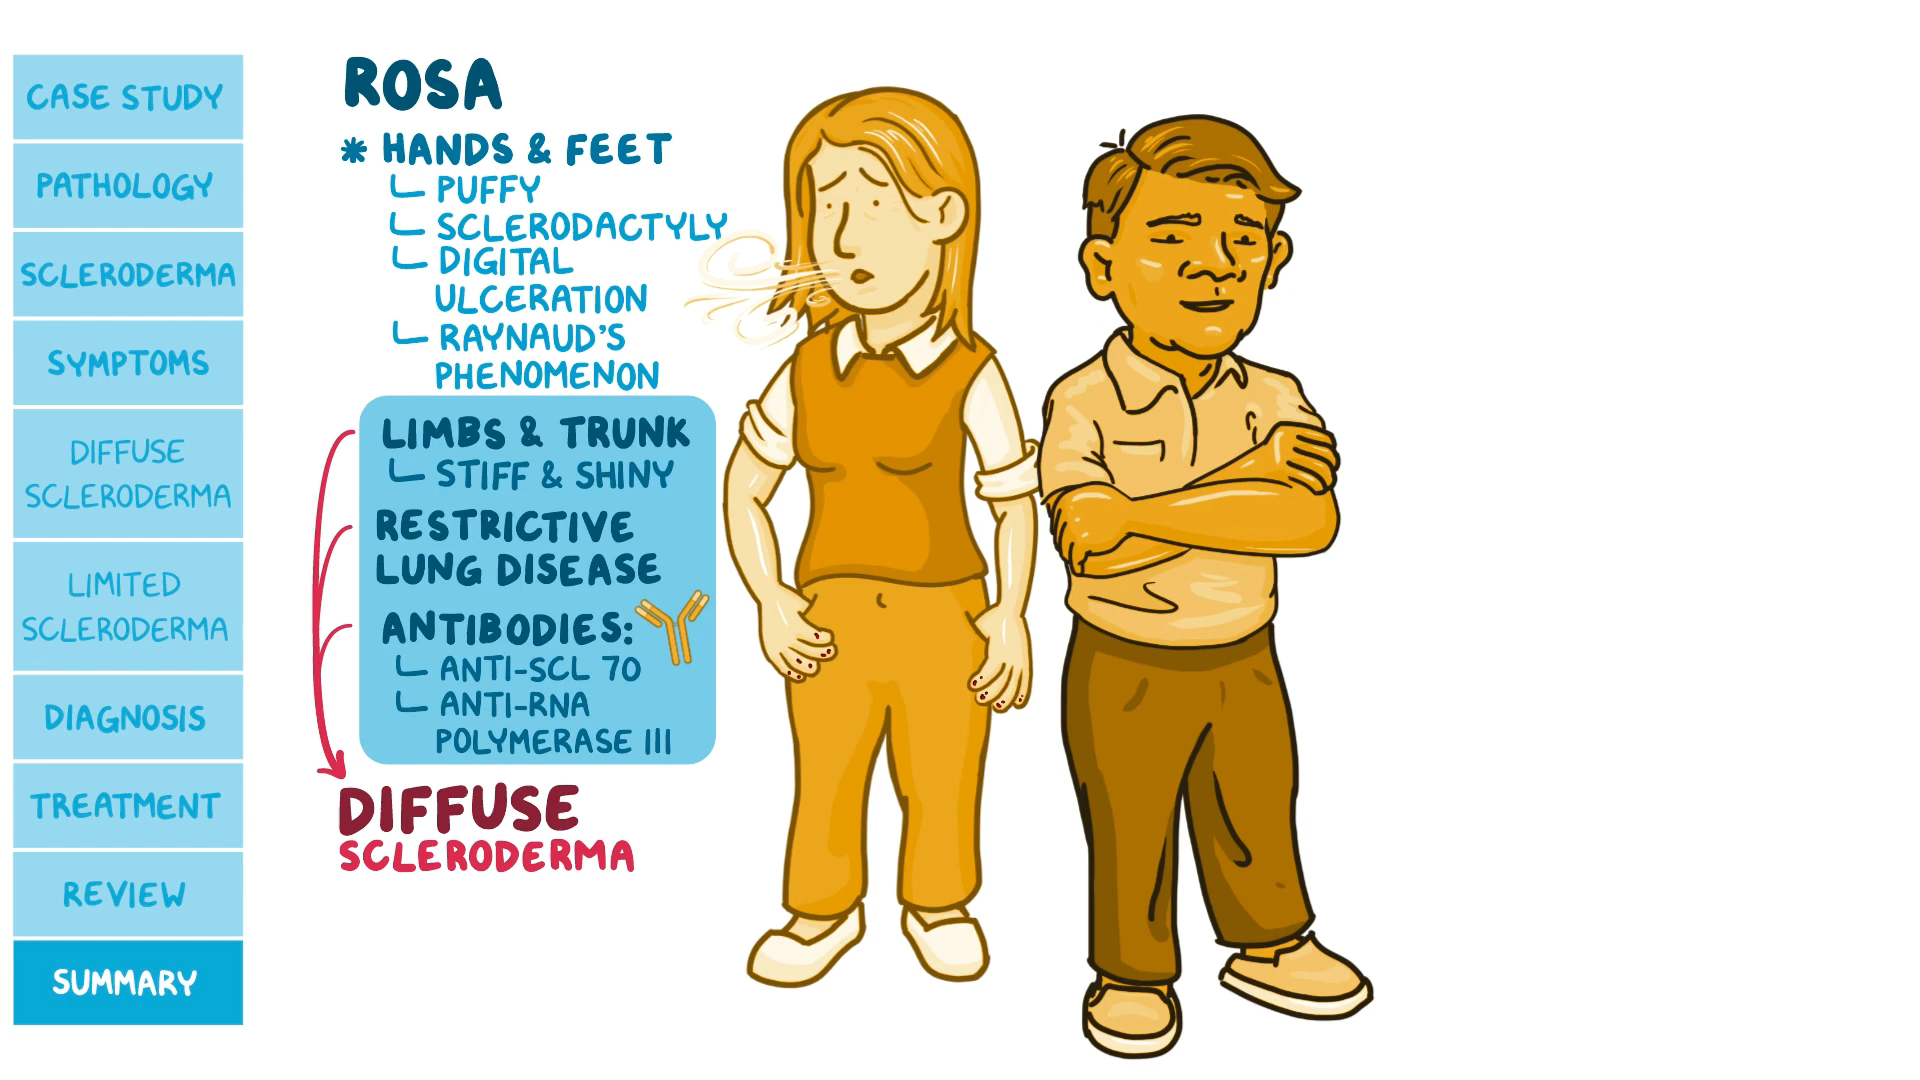 CASE STUDY
PATHOLOGY
SCLERODERMA
SYMPTOMS
DIFFUSE
SCLERODERMA
LIMITED
SCLERODERMA
DIAGNOSIS
TREATMENT
REVIEW
SUMMARY
ROSA
* HANDS & FEET
PUFFY
SCLERODACTYLY
DIGITAL
ULCERATION
RAYNAUD'S
PHENOMENON
LIMBS & TRUNK
STIFF & SHINY
RESTRICTIVE
LUNG DISEASE
ANTIBODIES:
ANTI-SCL 70
ANTI-RNA
POLYMERASE III
DIFFUSE
SCLERODERMA